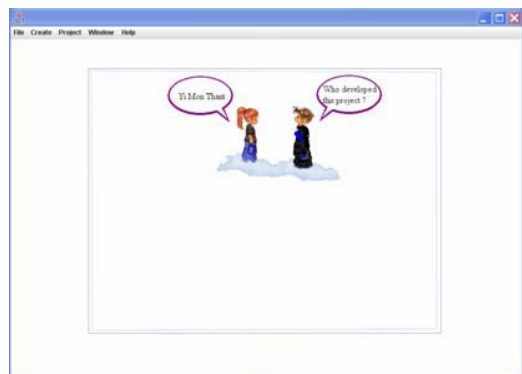 File Create Project Window Help
Yi Mon Thant
Who developed
this project ?